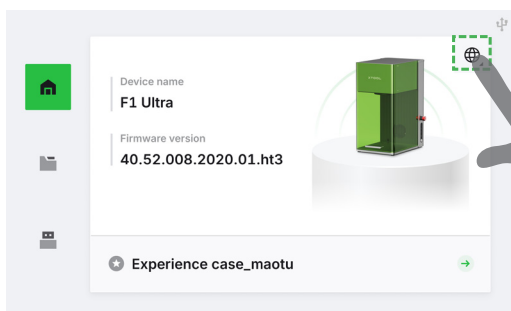 Device name
F1 Ultra
Firmware version
40.52.008.2020.01.ht3
Experience case_maotu